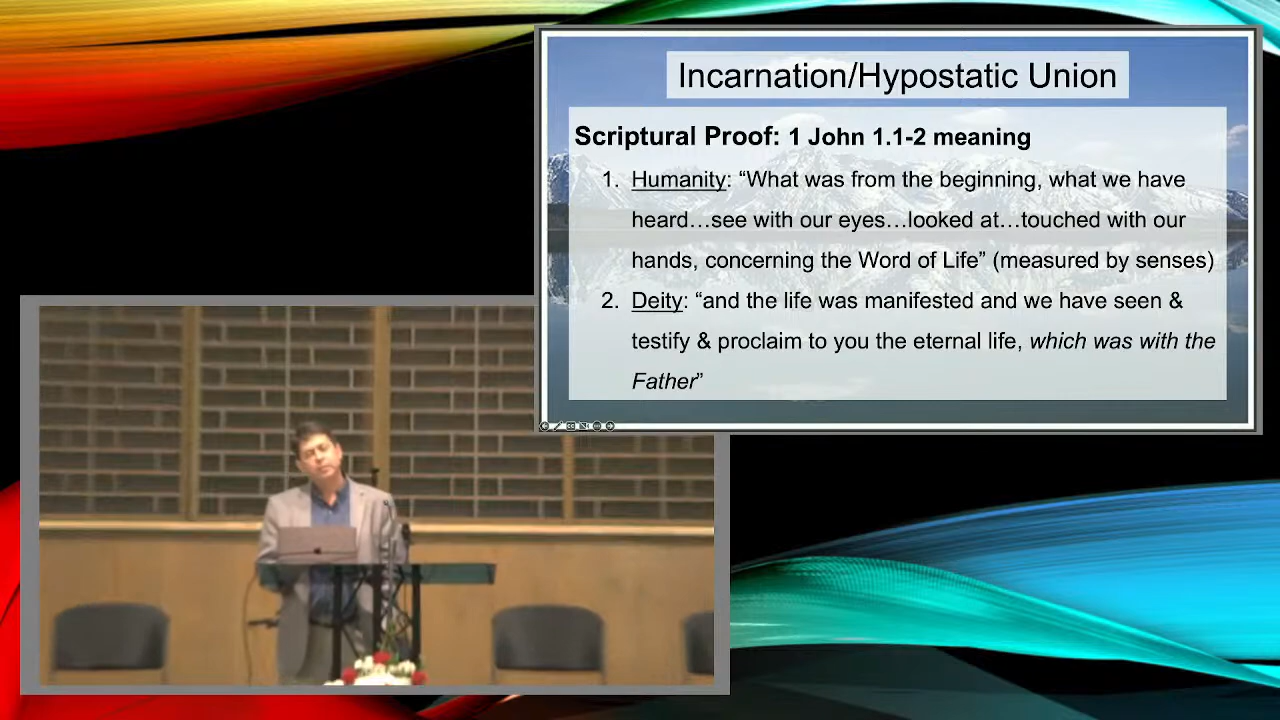 Incarnation/Hypostatic Union
Scriptural Proof: 1 John 1.1-2 meaning
1. Humanity: “What was from the beginning, what we have
heard…see with our eyes…looked at…touched with our
hands, concerning the Word of Life” (measured by senses)
2. Deity: “and the life was manifested and we have seen &
testify & proclaim to you the eternal life, which was with the
Father”